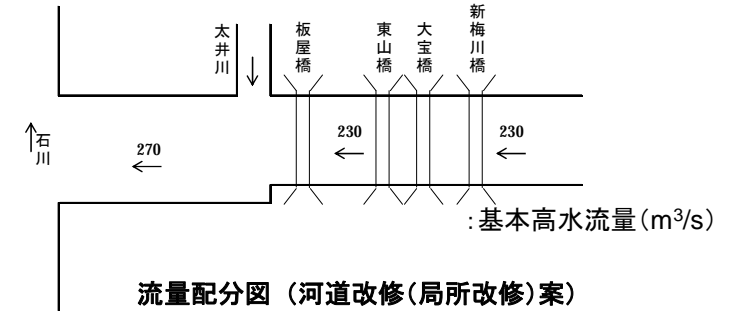 太井川
板屋橋
東山橋
大宝橋
新梅川橋
石川
270
230
230
:基本高水流量(m³/s)
流量配分図(河道改修(局所改修)案)